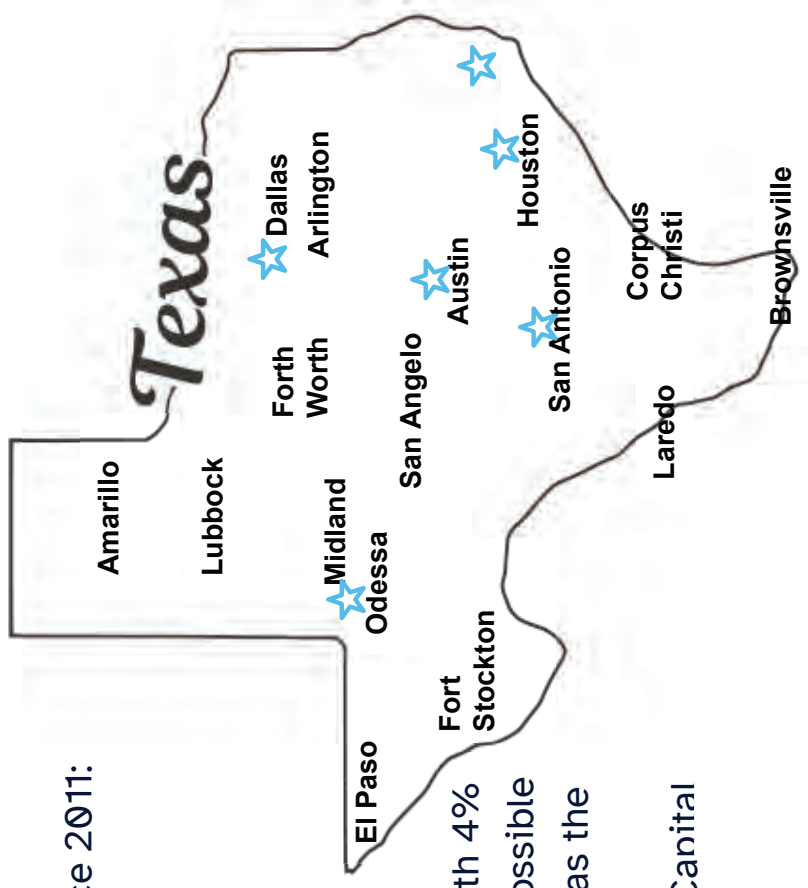 ce 2011:
th 4%
ossible
as the
Capital
Texas
Amarillo
Lubbock
Forth
Worth
Dallas
Arlington
Midland
Odessa
El Paso
San Angelo
Austin
Fort
Stockton
Houston
San Antonio
Corpus
Christi
Laredo
Brownsville